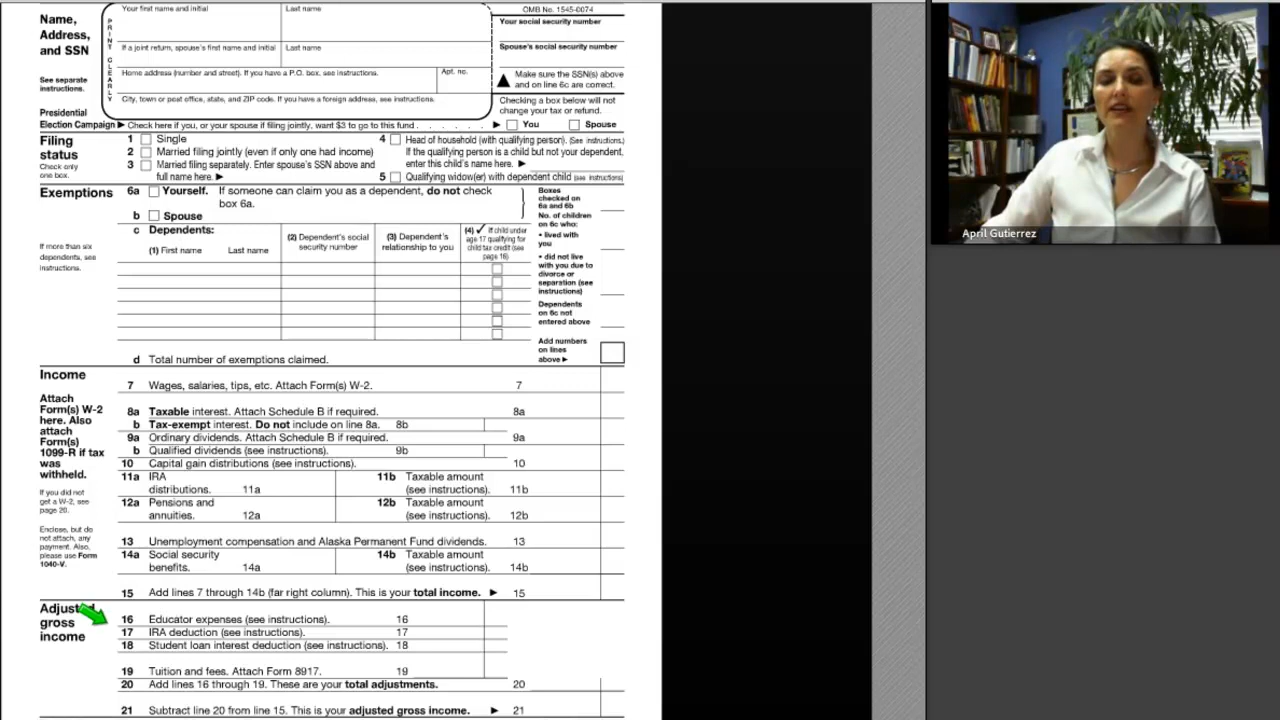 Name,
Address,
and SSN
See separate
instructions.
PRINT CLEARLY
Your first name and initial
Last name
OMB No. 1545-0074
Your social security number
If a joint return, spouse's first name and initial
Last name
Spouse's social security number
Home address (number and street). If you have a P.O. box, see instructions.
Apt. no.
Make sure the SSN(s) above
and on line 6c are correct.
City, town or post office, state, and ZIP code. If you have a foreign address, see instructions.
Checking a box below will not
change your tax or refund.
Presidential
Election Campaign ▶ Check here if you, or your spouse if filing jointly, want $3 to go to this fund . . . . . . ▶ You Spouse
Filing
status
Check only
one box.
1 Single
2 Married filing jointly (even if only one had income)
3 Married filing separately. Enter spouse's SSN above and
full name here. ▶
4 Head of household (with qualifying person). (See instructions.)
If the qualifying person is a child but not your dependent,
enter this child's name here. ▶
5 Qualifying widow(er) with dependent child (see instructions)
Exemptions
6a Yourself. If someone can claim you as a dependent, do not check
box 6a.
b Spouse
c Dependents:
(1) First name Last name
(2) Dependent's social
security number
(3) Dependent's
relationship to you
(4) ✓ if child under
age 17 qualifying for
child tax credit (see
page 16)
If more than six
dependents, see
instructions.
Boxes
checked on
6a and 6b
No. of children
on 6c who:
• lived with
you
• did not live
with you due to
divorce or
separation (see
instructions)
Dependents
on 6c not
entered above
Add numbers
on lines
above ▶
d Total number of exemptions claimed.
Income
Attach
Form(s) W-2
here. Also
attach
Form(s)
1099-R if tax
was
withheld.
If you did not
get a W-2, see
page 20.
Enclose, but do
not attach, any
payment. Also,
please use Form
1040-V.
7 Wages, salaries, tips, etc. Attach Form(s) W-2. 7
8a Taxable interest. Attach Schedule B if required. 8a
b Tax-exempt interest. Do not include on line 8a. 8b
9a Ordinary dividends. Attach Schedule B if required. 9a
b Qualified dividends (see instructions). 9b
10 Capital gain distributions (see instructions). 10
11a IRA
distributions. 11a
11b Taxable amount
(see instructions). 11b
12a Pensions and
annuities. 12a
12b Taxable amount
(see instructions). 12b
13 Unemployment compensation and Alaska Permanent Fund dividends. 13
14a Social security
benefits. 14a
14b Taxable amount
(see instructions). 14b
15 Add lines 7 through 14b (far right column). This is your total income. ▶ 15
Adjusted
gross
income
16 Educator expenses (see instructions). 16
17 IRA deduction (see instructions). 17
18 Student loan interest deduction (see instructions). 18
19 Tuition and fees. Attach Form 8917. 19
20 Add lines 16 through 19. These are your total adjustments. 20
21 Subtract line 20 from line 15. This is your adjusted gross income. ▶ 21
April Gutierrez